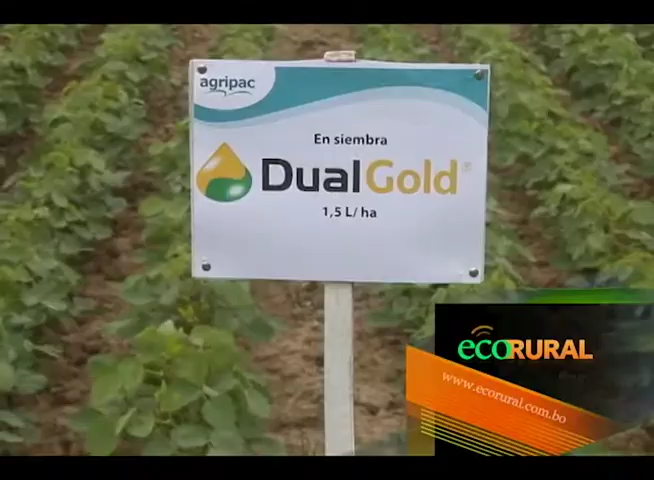 agripac
En siembra
DualGold®
1,5 L/ha
ecoRURAL
www.ecorural.com.bo